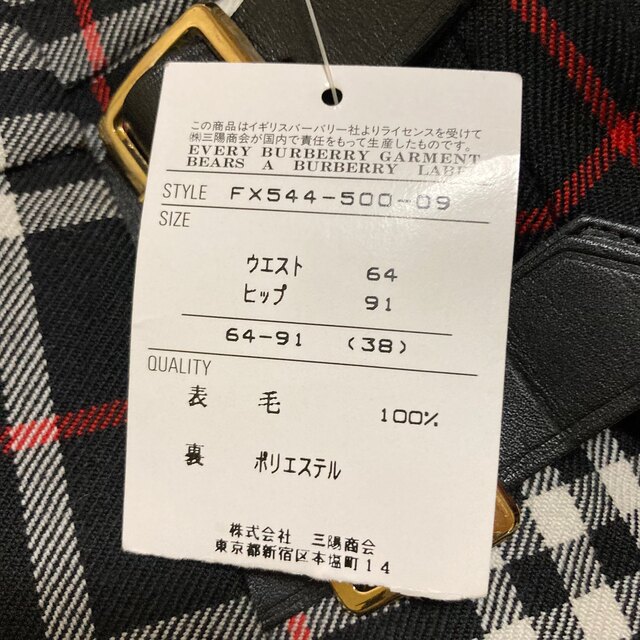 この商品はイギリスバーバリー社よりライセンスを受けて
㈱三陽商会が国内で責任をもって生産したものです。
EVERY BURBERRY GARMENT
BEARS A BURBERRY LABEL
STYLE FX544-500-09
SIZE
ウエスト 64
ヒップ 91
64-91 (38)
QUALITY
表 毛 100%
裏 ポリエステル
株式会社 三陽商会
東京都新宿区本塩町14